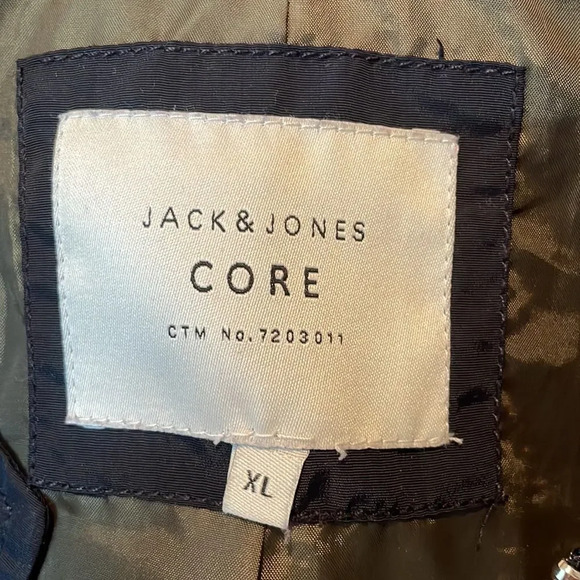 JACK & JONES
CORE
CTM No. 7203011
XL